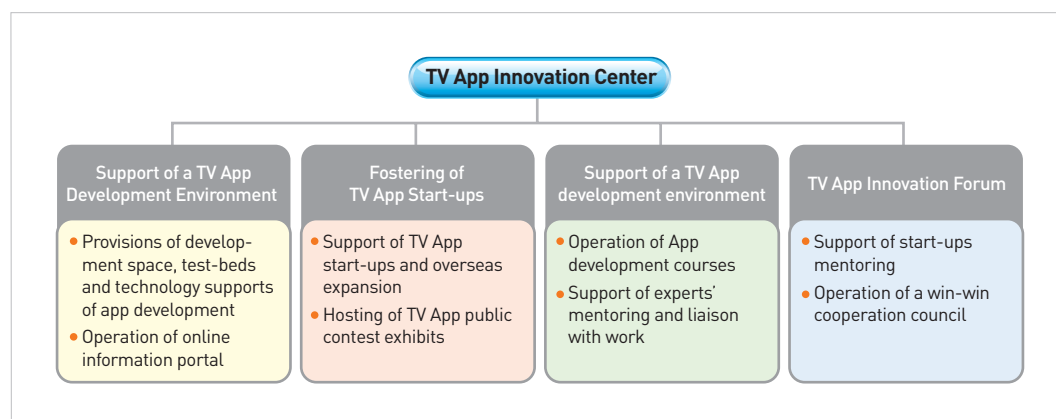 TV App Innovation Center
Support of a TV App
Development Environment
• Provisions of develop-
ment space, test-beds
and technology supports
of app development
• Operation of online
information portal
Fostering of
TV App Start-ups
• Support of TV App
start-ups and overseas
expansion
• Hosting of TV App public
contest exhibits
Support of a TV App
development environment
• Operation of App
development courses
• Support of experts'
mentoring and liaison
with work
TV App Innovation Forum
• Support of start-ups
mentoring
• Operation of a win-win
cooperation council